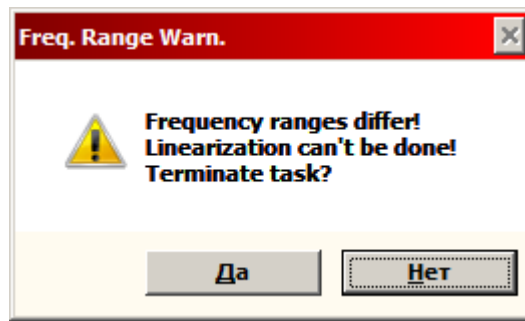 Freq. Range Warn.
Frequency ranges differ!
Linearization can't be done!
Terminate task?
Да
Нет